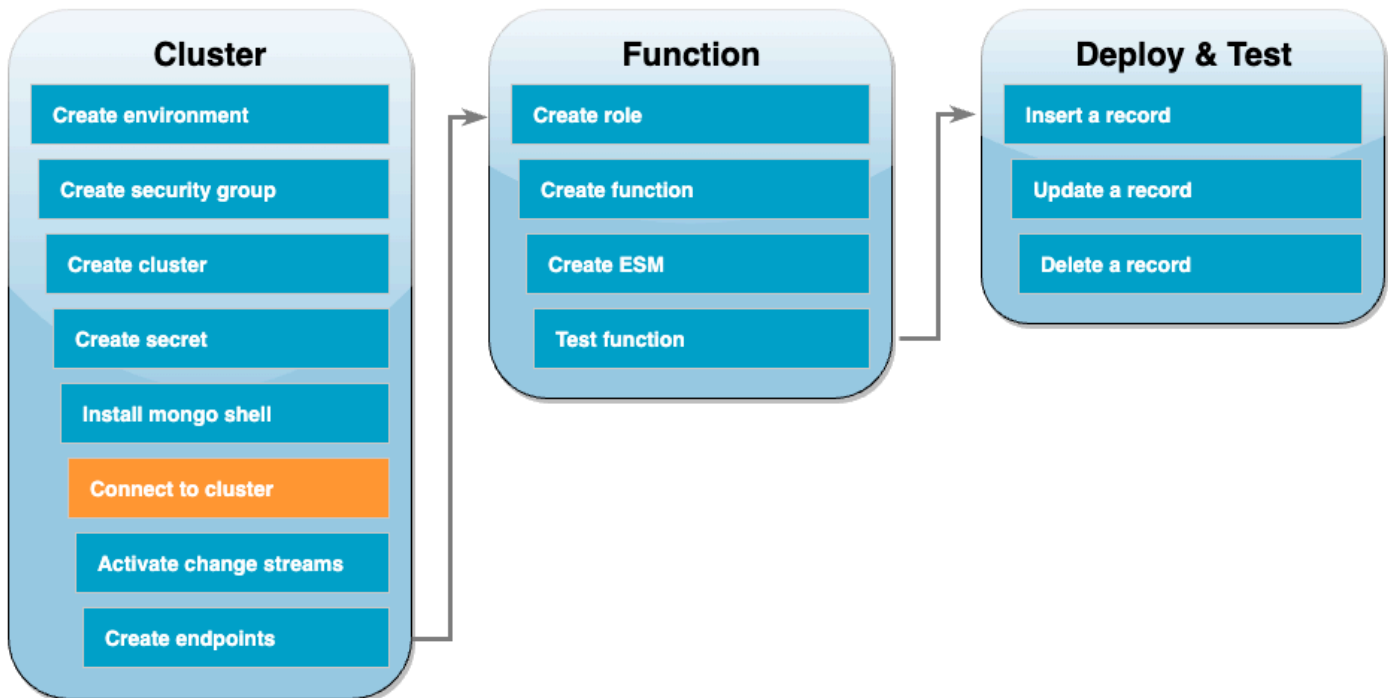 Cluster
Create environment
Create security group
Create cluster
Create secret
Install mongo shell
Connect to cluster
Activate change streams
Create endpoints
Function
Create role
Create function
Create ESM
Test function
Deploy & Test
Insert a record
Update a record
Delete a record